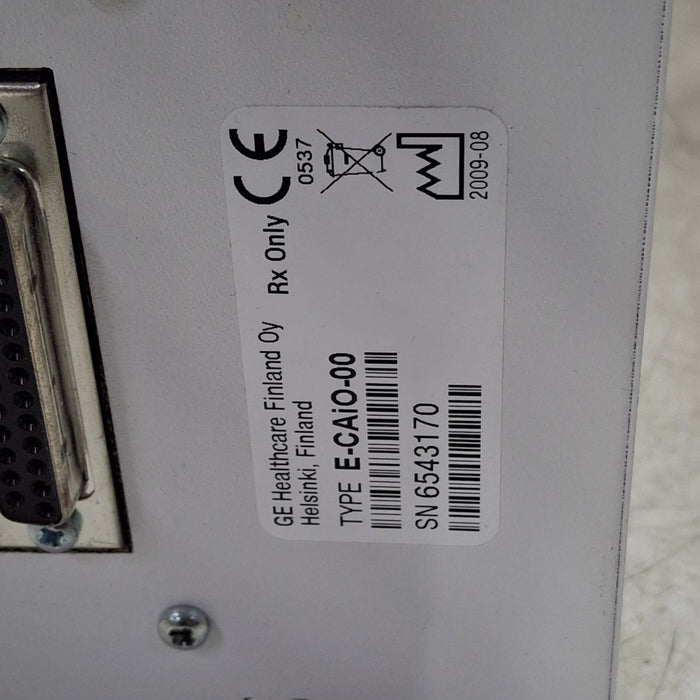 GE Healthcare Finland Oy
Helsinki, Finland
Rx Only
CE
0537
TYPE E-CAiO-00
SN 6543170
2009-08